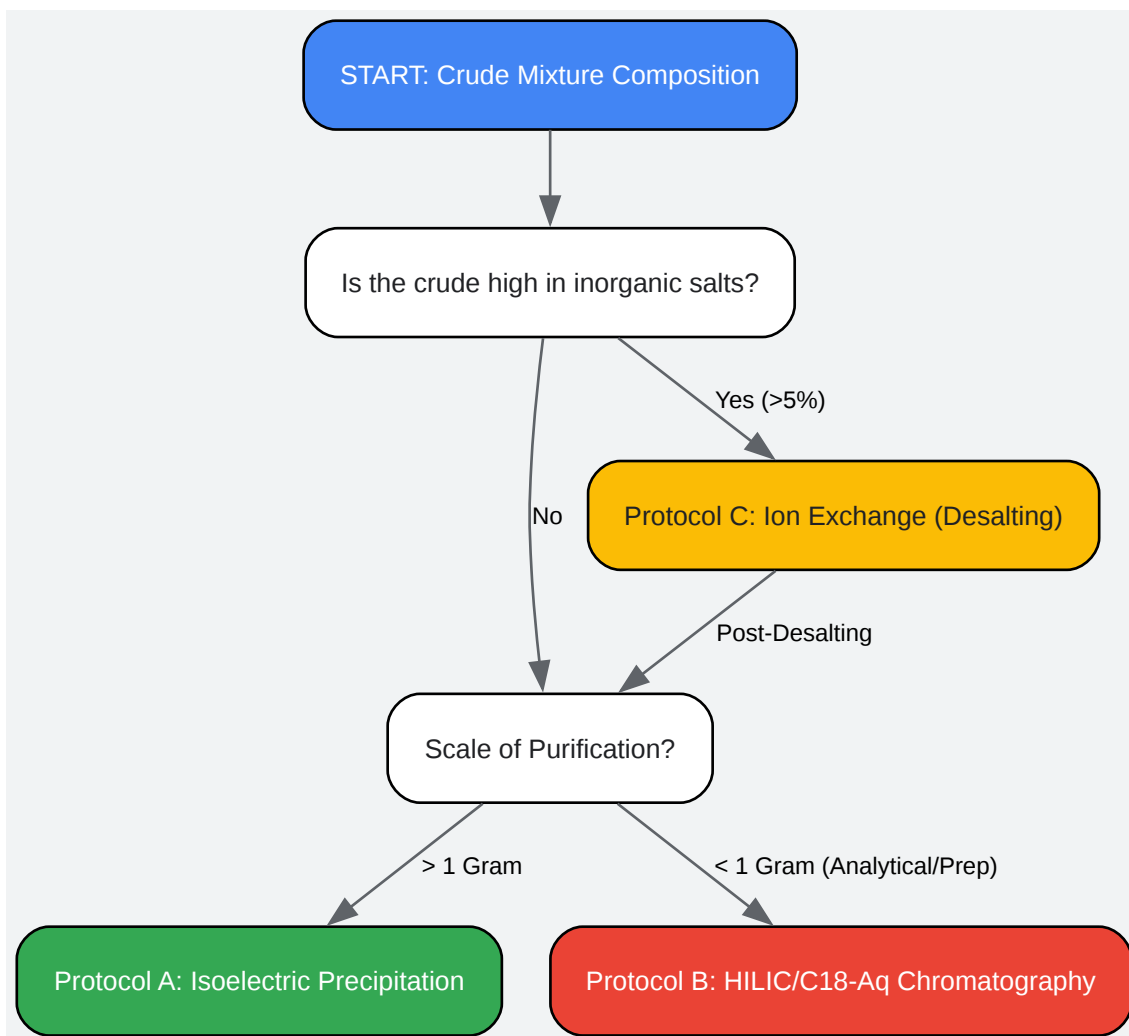 START: Crude Mixture Composition
Is the crude high in inorganic salts?
Yes (>5%)
No
Protocol C: Ion Exchange (Desalting)
Post-Desalting
Scale of Purification?
> 1 Gram
< 1 Gram (Analytical/Prep)
Protocol A: Isoelectric Precipitation
Protocol B: HILIC/C18-Aq Chromatography